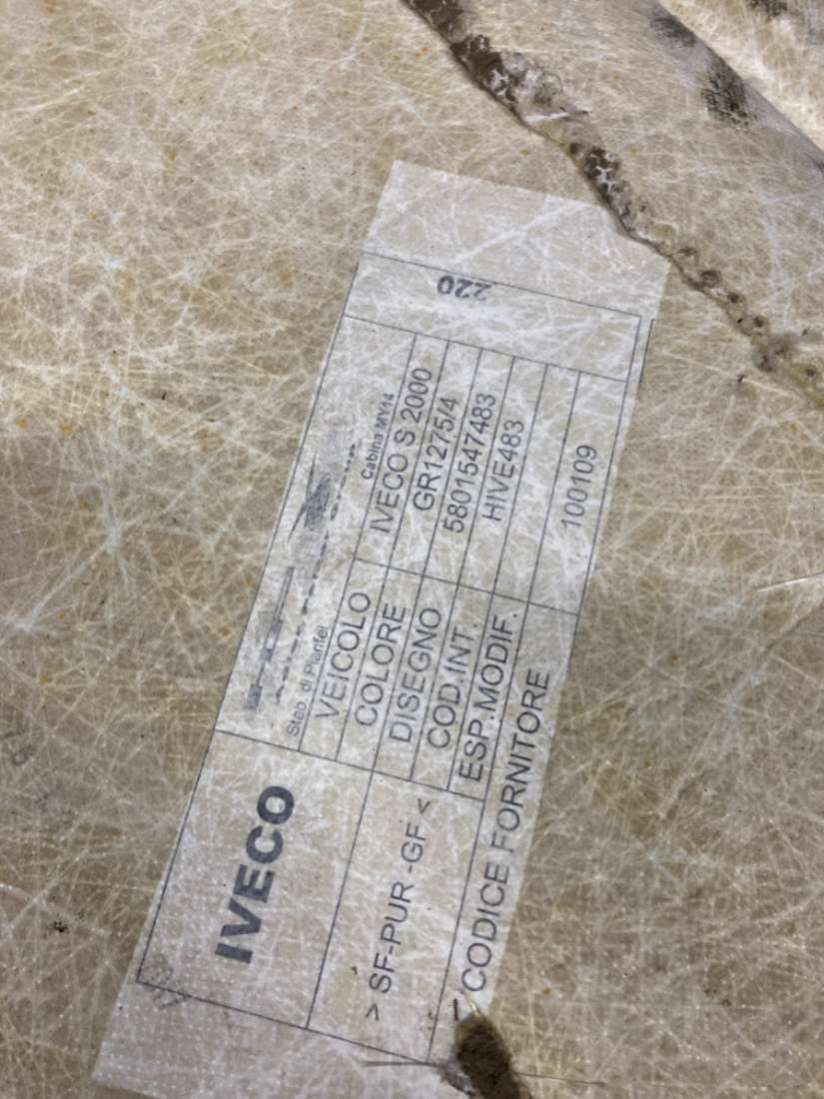 IVECO
Stab. di Pianfei
Cabina MY14
VEICOLO IVECO S 2000
COLORE GR1275/4
DISEGNO 5801547483
COD.INT. HIVE483
ESP.MODIF.
> SF-PUR -GF <
CODICE FORNITORE 100109
220